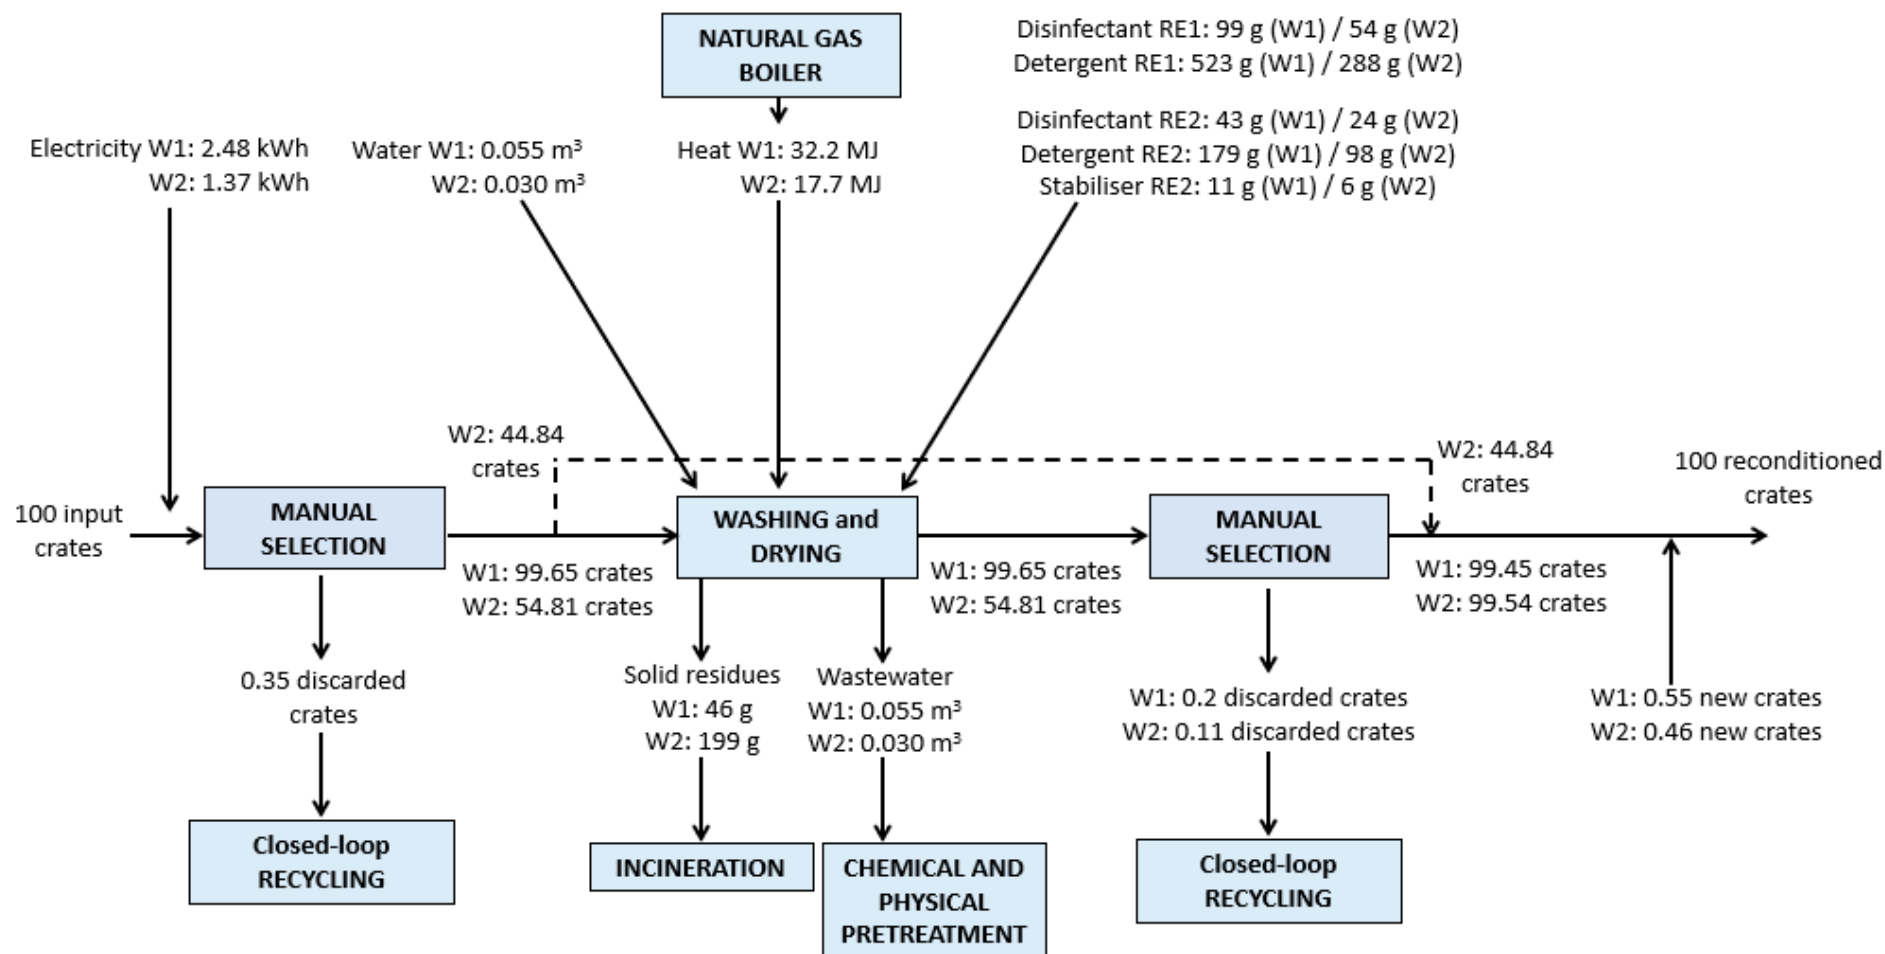 NATURAL GAS
BOILER
Disinfectant RE1: 99 g (W1) / 54 g (W2)
Detergent RE1: 523 g (W1) / 288 g (W2)
Disinfectant RE2: 43 g (W1) / 24 g (W2)
Detergent RE2: 179 g (W1) / 98 g (W2)
Stabiliser RE2: 11 g (W1) / 6 g (W2)
Electricity W1: 2.48 kWh
W2: 1.37 kWh
Water W1: 0.055 m³
W2: 0.030 m³
Heat W1: 32.2 MJ
W2: 17.7 MJ
W2: 44.84
crates
W2: 44.84
crates
100 input
crates
MANUAL
SELECTION
W1: 99.65 crates
W2: 54.81 crates
WASHING and
DRYING
W1: 99.65 crates
W2: 54.81 crates
MANUAL
SELECTION
W1: 99.45 crates
W2: 99.54 crates
100 reconditioned
crates
0.35 discarded
crates
Solid residues
W1: 46 g
W2: 199 g
Wastewater
W1: 0.055 m³
W2: 0.030 m³
W1: 0.2 discarded crates
W2: 0.11 discarded crates
W1: 0.55 new crates
W2: 0.46 new crates
Closed-loop
RECYCLING
INCINERATION
CHEMICAL AND
PHYSICAL
PRETREATMENT
Closed-loop
RECYCLING